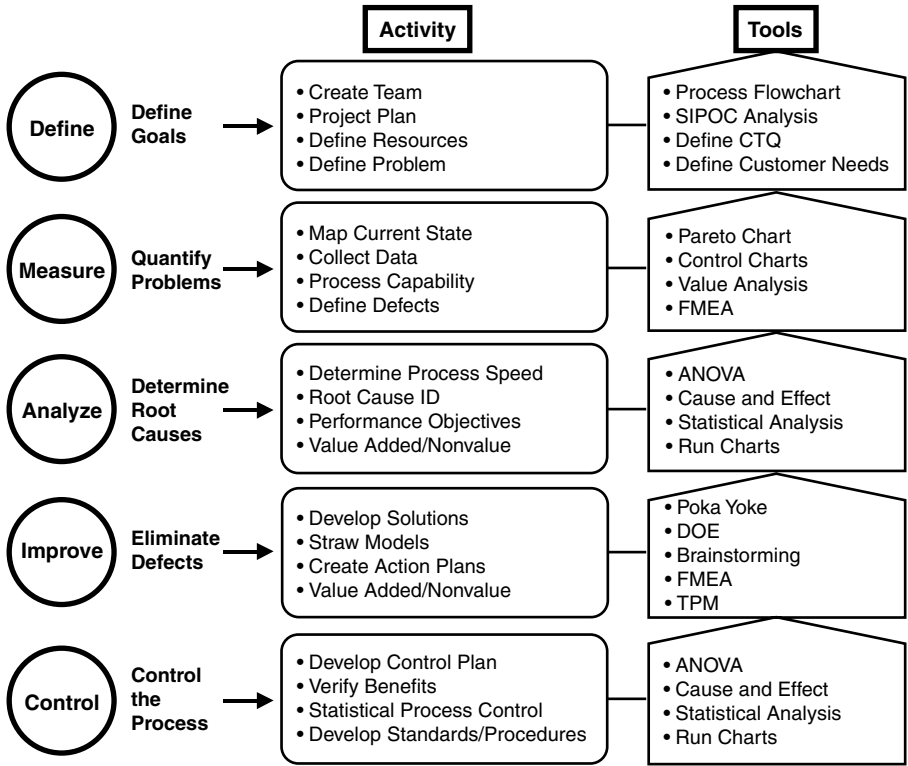 Activity
Tools
Define
Define
Goals
• Create Team
• Project Plan
• Define Resources
• Define Problem
• Process Flowchart
• SIPOC Analysis
• Define CTQ
• Define Customer Needs
Measure
Quantify
Problems
• Map Current State
• Collect Data
• Process Capability
• Define Defects
• Pareto Chart
• Control Charts
• Value Analysis
• FMEA
Analyze
Determine
Root
Causes
• Determine Process Speed
• Root Cause ID
• Performance Objectives
• Value Added/Nonvalue
• ANOVA
• Cause and Effect
• Statistical Analysis
• Run Charts
Improve
Eliminate
Defects
• Develop Solutions
• Straw Models
• Create Action Plans
• Value Added/Nonvalue
• Poka Yoke
• DOE
• Brainstorming
• FMEA
• TPM
Control
Control
the
Process
• Develop Control Plan
• Verify Benefits
• Statistical Process Control
• Develop Standards/Procedures
• ANOVA
• Cause and Effect
• Statistical Analysis
• Run Charts